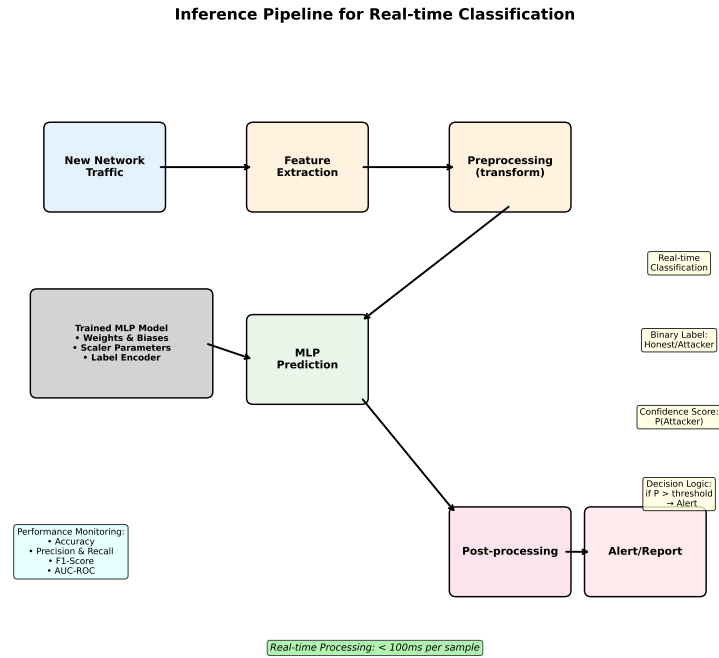 Inference Pipeline for Real-time Classification
New Network
Traffic
Feature
Extraction
Preprocessing
(transform)
Real-time
Classification
Trained MLP Model
• Weights & Biases
• Scaler Parameters
• Label Encoder
MLP
Prediction
Binary Label:
Honest/Attacker
Confidence Score:
P(Attacker)
Decision Logic:
if P > threshold
→ Alert
Performance Monitoring:
• Accuracy
• Precision & Recall
• F1-Score
• AUC-ROC
Post-processing
Alert/Report
Real-time Processing: < 100ms per sample